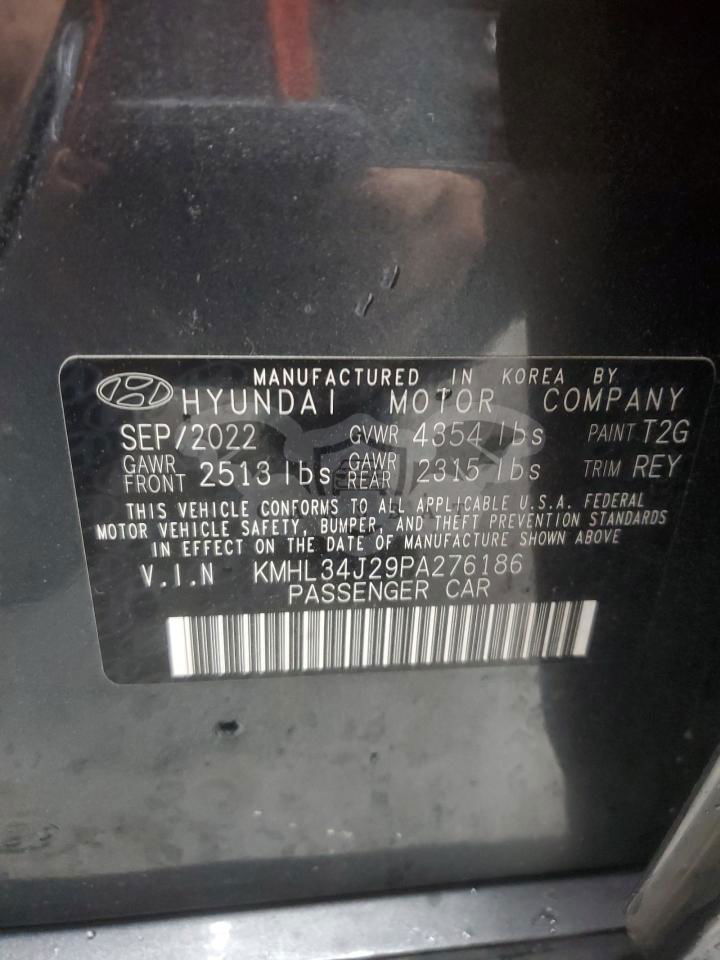 MANUFACTURED IN KOREA BY
HYUNDAI MOTOR COMPANY
SEP/2022 GVWR 4354 lbs PAINT T2G
GAWR FRONT 2513 lbs GAWR REAR 2315 lbs TRIM REY
THIS VEHICLE CONFORMS TO ALL APPLICABLE U.S.A. FEDERAL
MOTOR VEHICLE SAFETY, BUMPER, AND THEFT PREVENTION STANDARDS
IN EFFECT ON THE DATE OF MANUFACTURE SHOWN ABOVE
V.I.N KMHL34J29PA276186
PASSENGER CAR